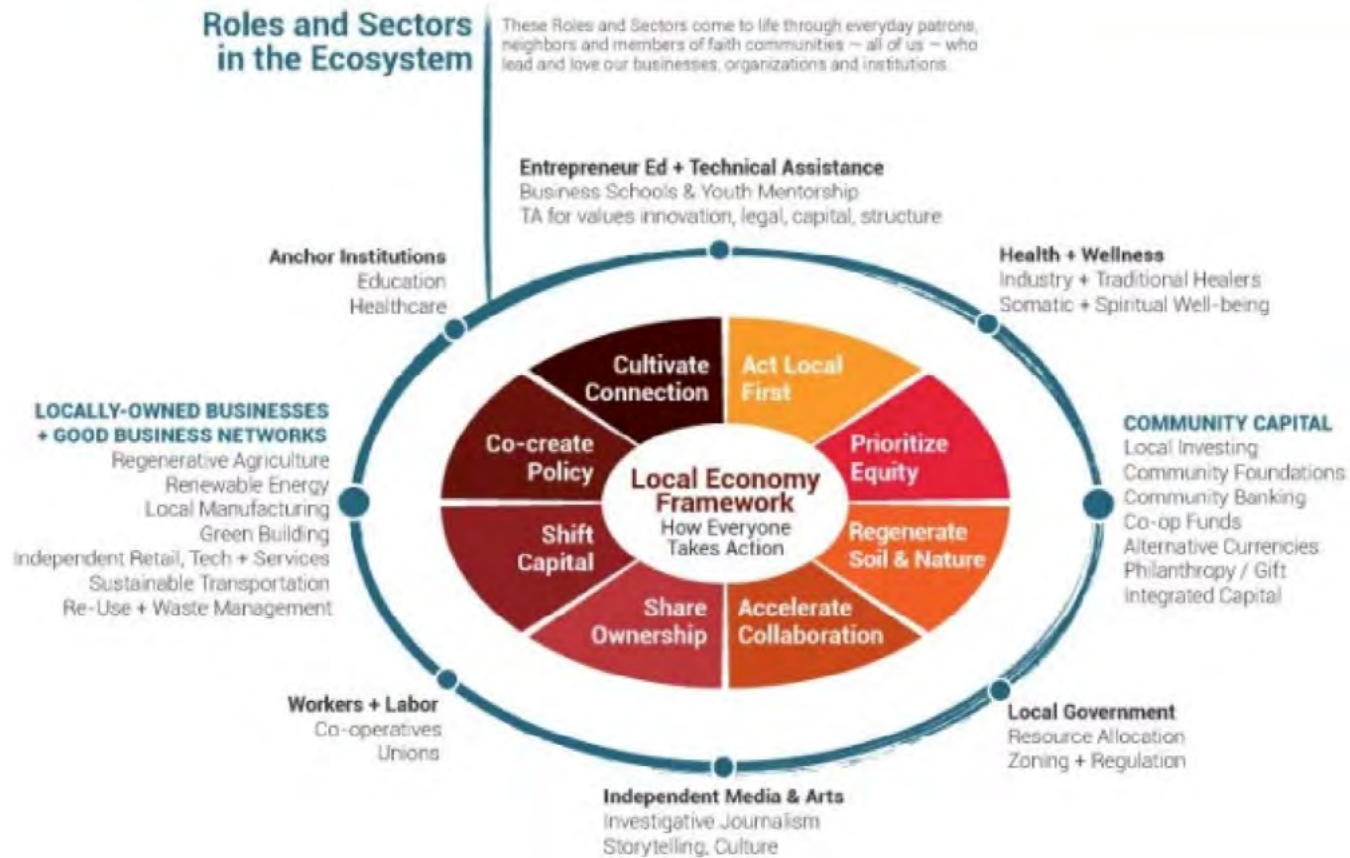 Roles and Sectors
in the Ecosystem
These Roles and Sectors come to life through everyday patrons,
neighbors and members of faith communities – all of us – who
lead and love our businesses, organizations and institutions.
Entrepreneur Ed + Technical Assistance
Business Schools & Youth Mentorship
TA for values innovation, legal, capital, structure
Anchor Institutions
Education
Healthcare
Health + Wellness
Industry + Traditional Healers
Somatic + Spiritual Well-being
Cultivate
Connection
Act Local
First
LOCALLY-OWNED BUSINESSES
+ GOOD BUSINESS NETWORKS
Regenerative Agriculture
Renewable Energy
Local Manufacturing
Green Building
Independent Retail, Tech + Services
Sustainable Transportation
Re-Use + Waste Management
Co-create
Policy
Prioritize
Equity
Local Economy
Framework
How Everyone
Takes Action
Shift
Capital
Regenerate
Soil & Nature
Share
Ownership
Accelerate
Collaboration
COMMUNITY CAPITAL
Local Investing
Community Foundations
Community Banking
Co-op Funds
Alternative Currencies
Philanthropy / Gift
Integrated Capital
Workers + Labor
Co-operatives
Unions
Local Government
Resource Allocation
Zoning + Regulation
Independent Media & Arts
Investigative Journalism
Storytelling, Culture